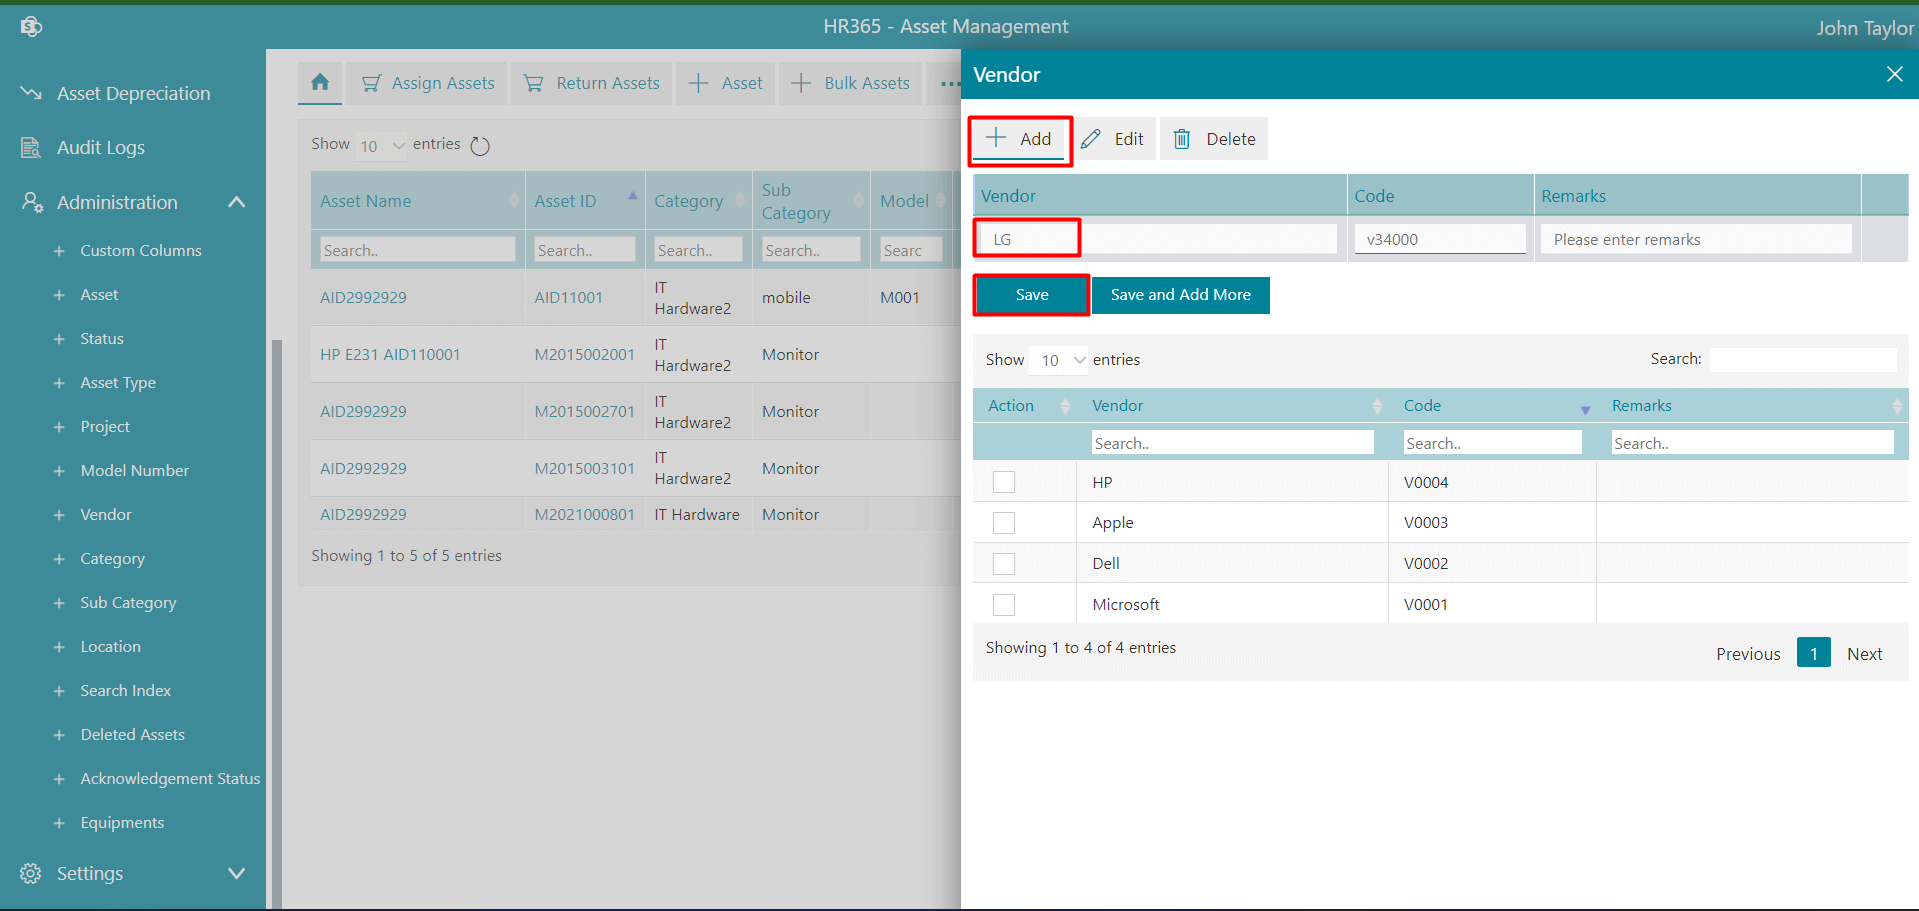 HR365 - Asset Management
John Taylor
Asset Depreciation
Audit Logs
Administration
Custom Columns
Asset
Status
Asset Type
Project
Model Number
Vendor
Category
Sub Category
Location
Search Index
Deleted Assets
Acknowledgement Status
Equipments
Settings
Assign Assets
Return Assets
Asset
Bulk Assets
...
Show 10 entries
Asset Name Asset ID Category Sub Category Model
Search.. Search.. Search.. Search.. Searc
AID2992929 AID11001 IT Hardware2 mobile M001
HP E231 AID110001 M2015002001 IT Hardware2 Monitor
AID2992929 M2015002701 IT Hardware2 Monitor
AID2992929 M2015003101 IT Hardware2 Monitor
AID2992929 M2021000801 IT Hardware Monitor
Showing 1 to 5 of 5 entries
Vendor
Add Edit Delete
Vendor Code Remarks
LG v34000 Please enter remarks
Save Save and Add More
Show 10 entries Search:
Action Vendor Code Remarks
Search.. Search.. Search..
HP V0004
Apple V0003
Dell V0002
Microsoft V0001
Showing 1 to 4 of 4 entries
Previous 1 Next